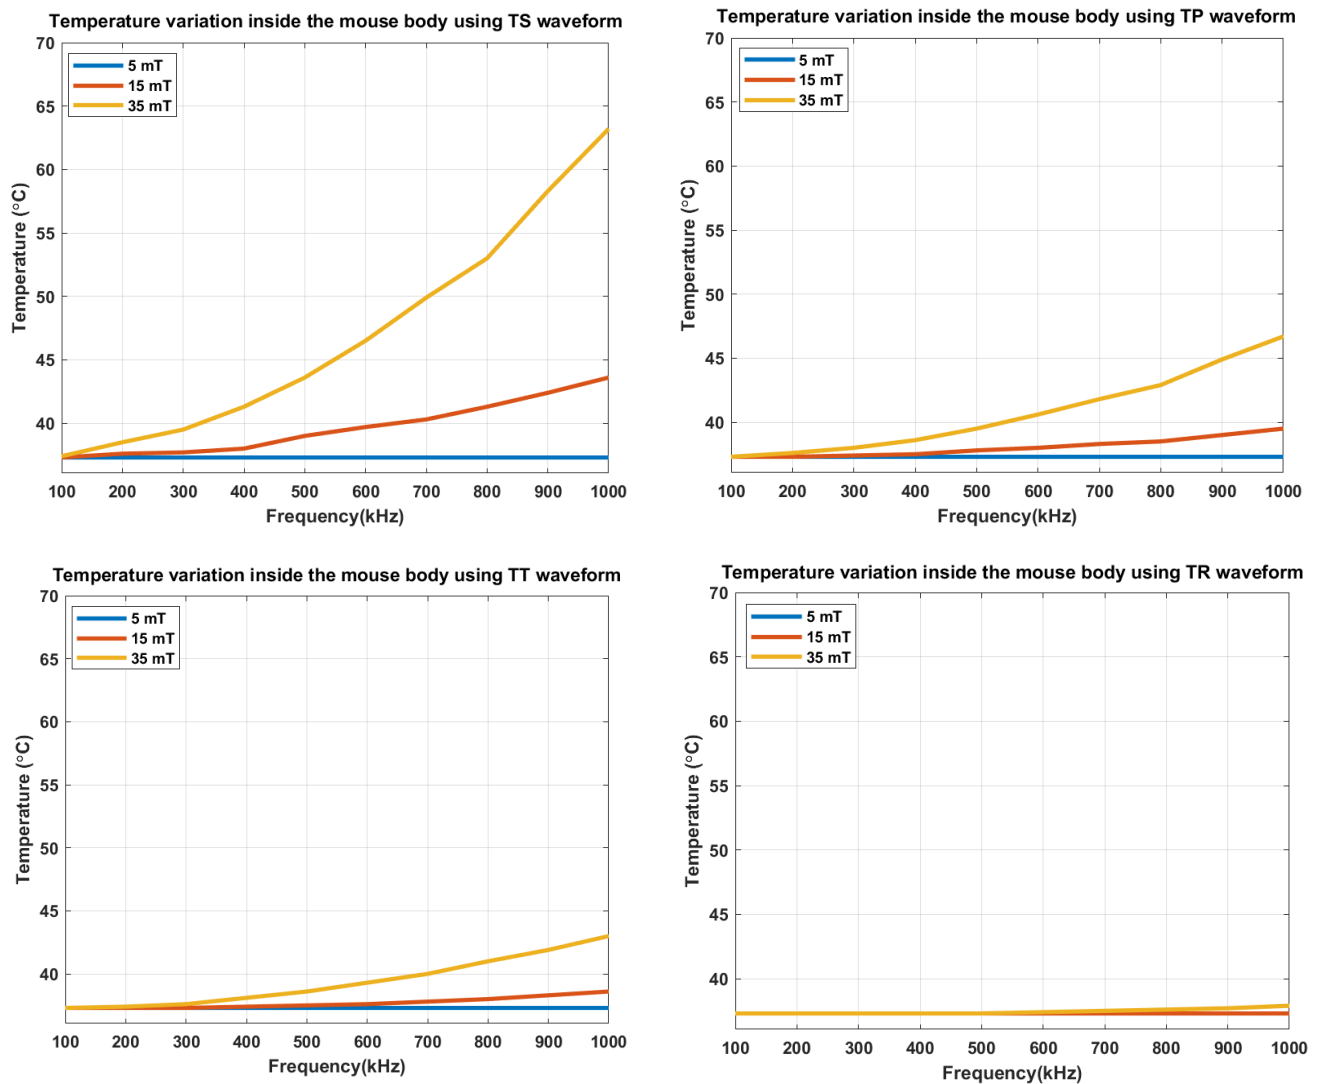 Temperature variation inside the mouse body using TS waveform
5 mT
15 mT
35 mT
70
65
60
55
50
45
40
Temperature (°C)
100 200 300 400 500 600 700 800 900 1000
Frequency(kHz)
Temperature variation inside the mouse body using TP waveform
5 mT
15 mT
35 mT
70
65
60
55
50
45
40
Temperature (°C)
100 200 300 400 500 600 700 800 900 1000
Frequency(kHz)
Temperature variation inside the mouse body using TT waveform
5 mT
15 mT
35 mT
70
65
60
55
50
45
40
Temperature (°C)
100 200 300 400 500 600 700 800 900 1000
Frequency(kHz)
Temperature variation inside the mouse body using TR waveform
5 mT
15 mT
35 mT
70
65
60
55
50
45
40
Temperature (°C)
100 200 300 400 500 600 700 800 900 1000
Frequency(kHz)